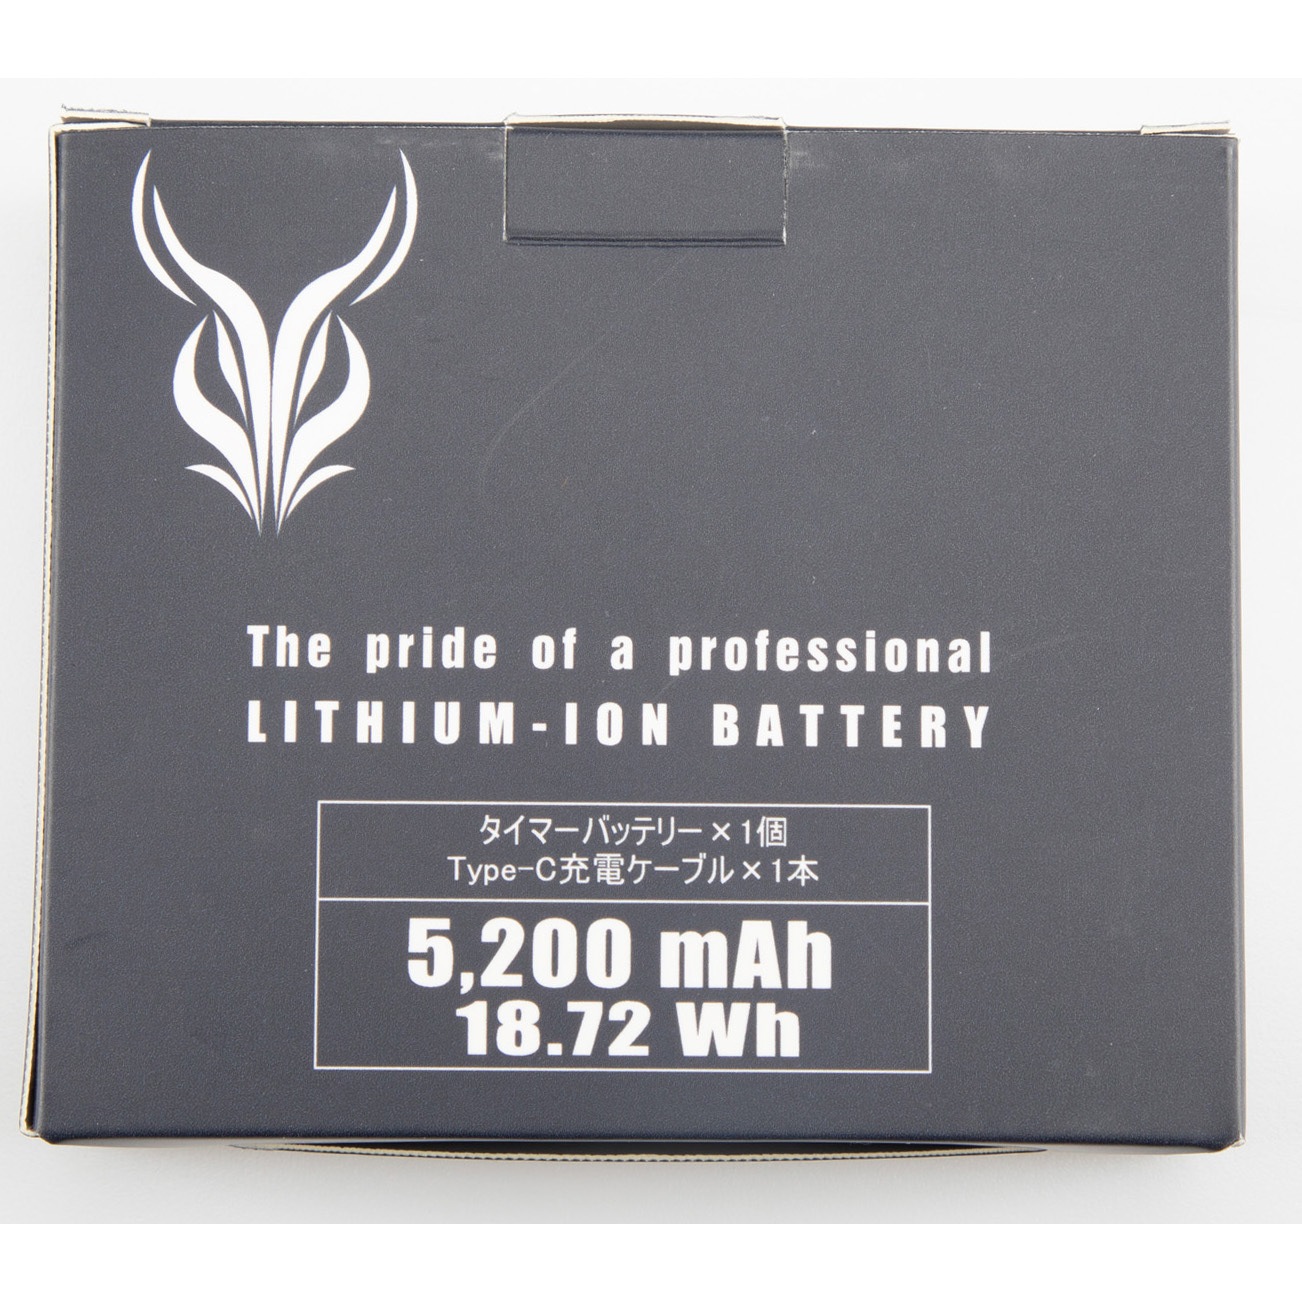 The pride of a professional
LITHIUM-ION BATTERY
タイマーバッテリー×1個
Type-C充電ケーブル×1本
5,200 mAh
18.72 Wh